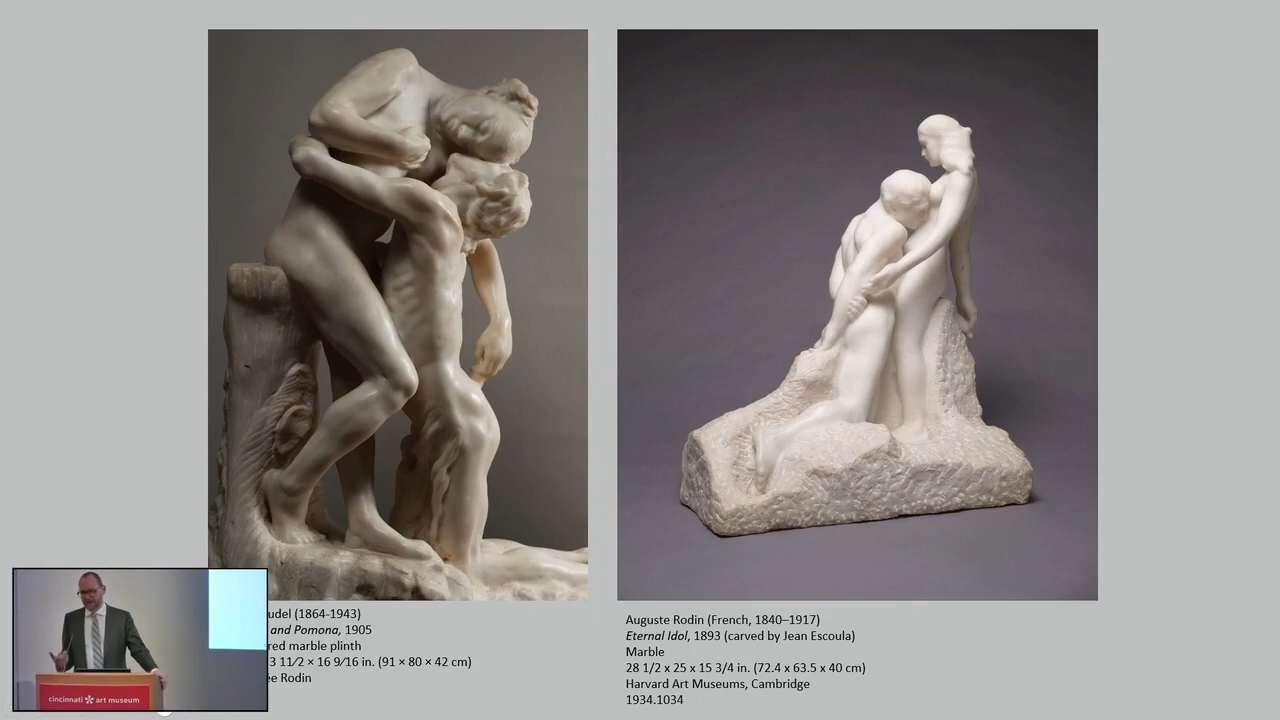 udel (1864-1943)
and Pomona, 1905
red marble plinth
3 11⁄2 × 16 9⁄16 in. (91 × 80 × 42 cm)
ée Rodin
Auguste Rodin (French, 1840–1917)
Eternal Idol, 1893 (carved by Jean Escoula)
Marble
28 1/2 x 25 x 15 3/4 in. (72.4 x 63.5 x 40 cm)
Harvard Art Museums, Cambridge
1934.1034
cincinnati art museum